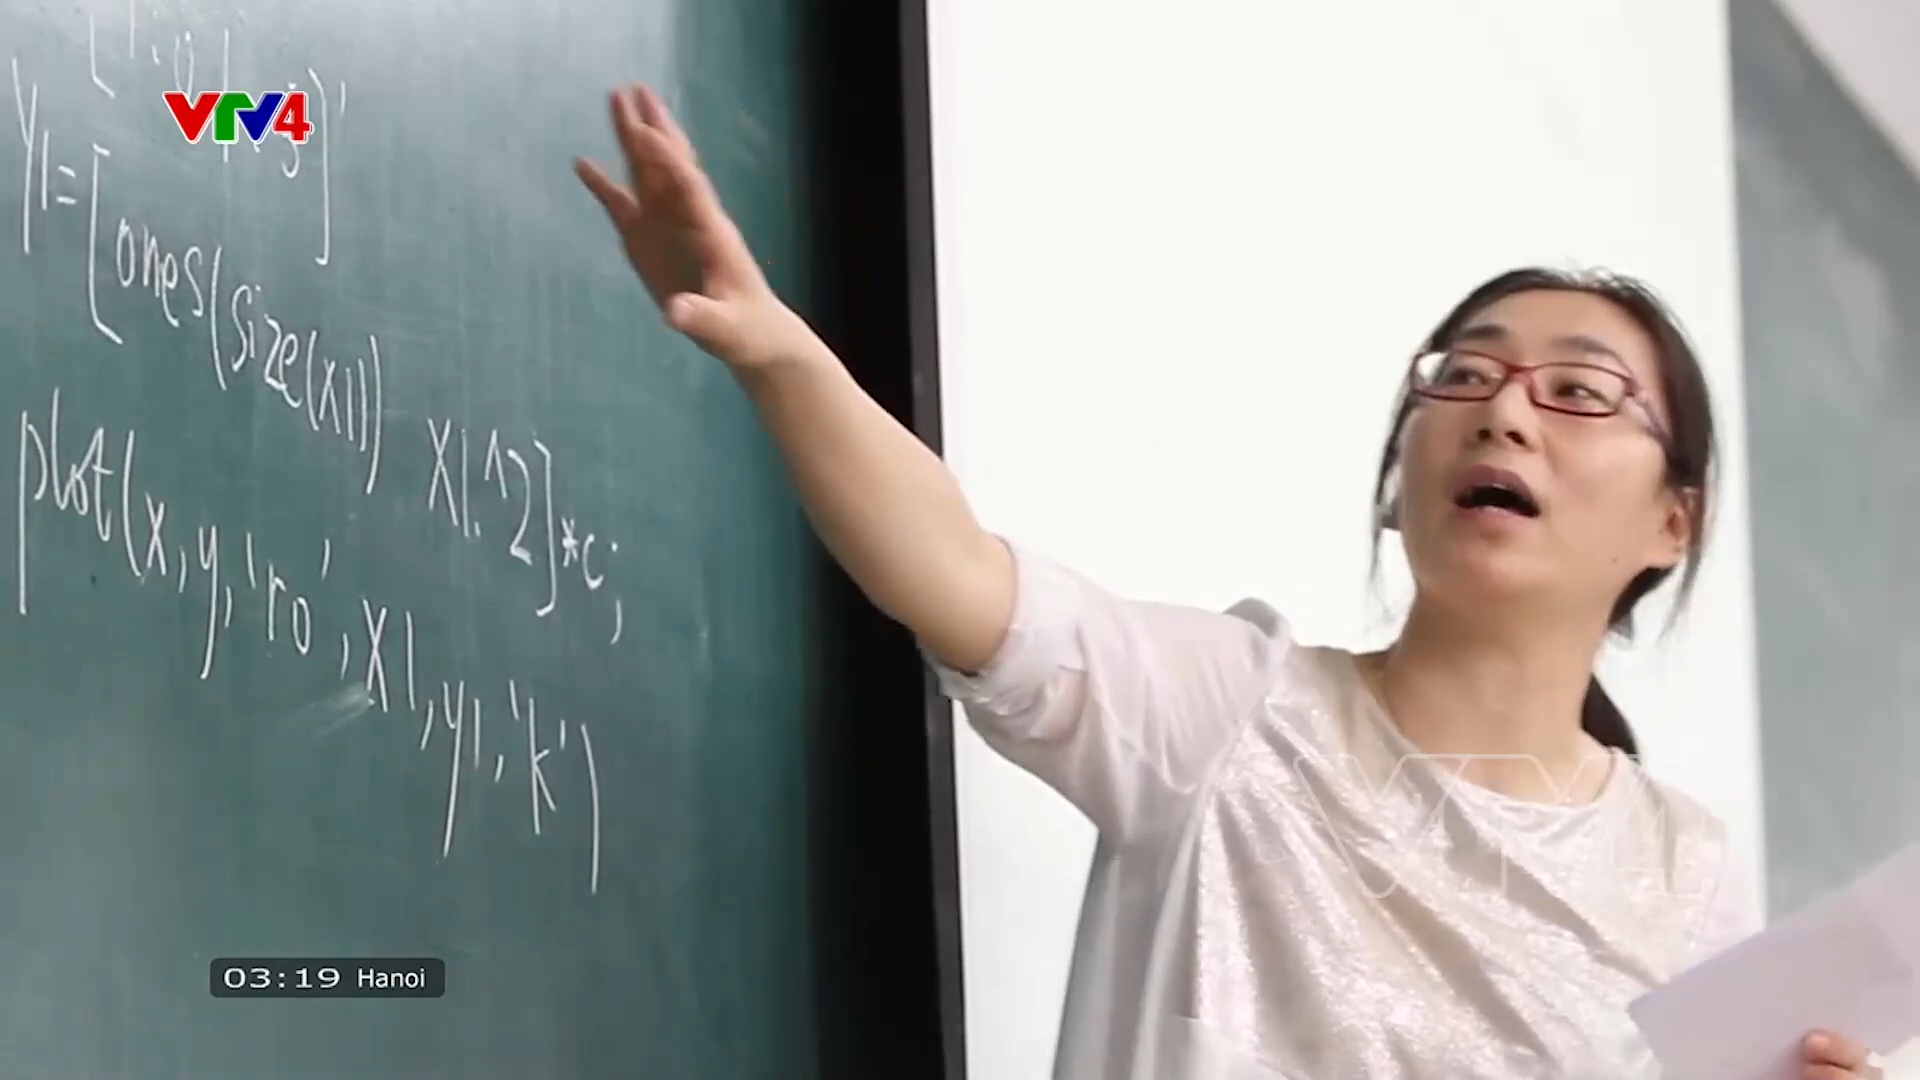 VTV4
Y1=[ones(size(x1)) x1.^2]*c;
plot(x,y,'ro',x1,y1,'k')
03:19 Hanoi